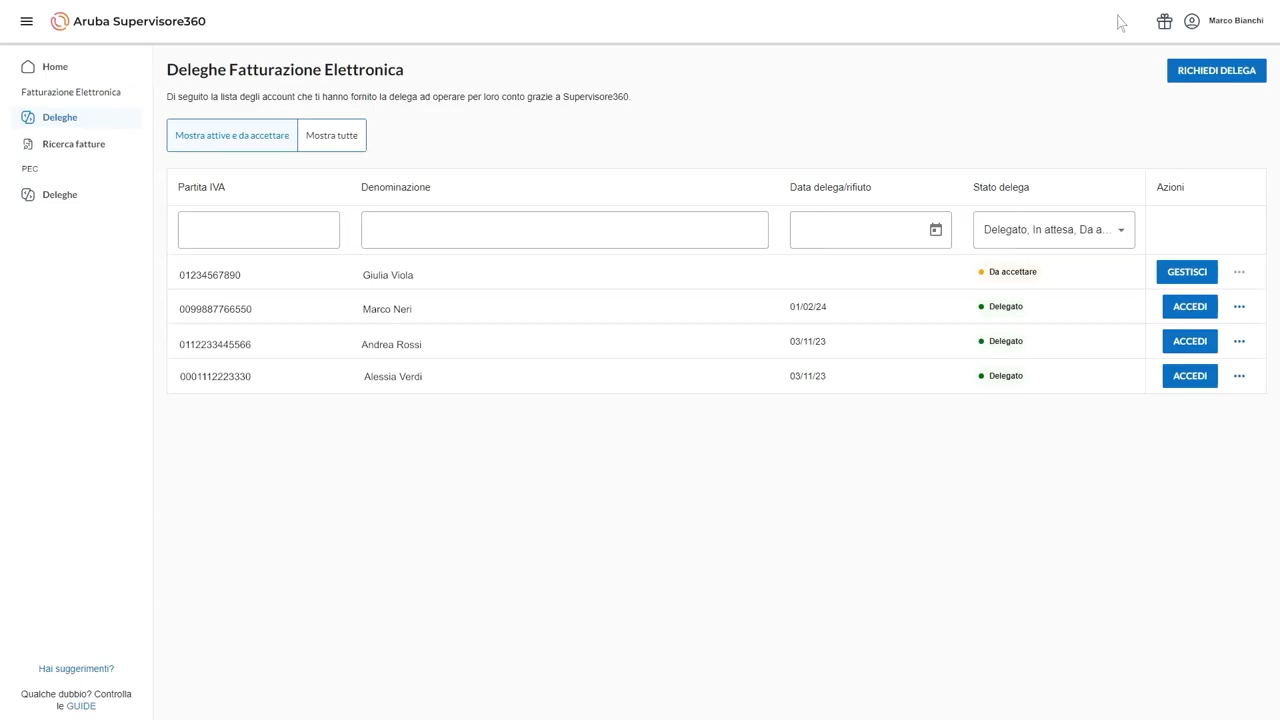 Aruba Supervisore360
Marco Bianchi
Home
Fatturazione Elettronica
Deleghe
Ricerca fatture
PEC
Deleghe
Hai suggerimenti?
Qualche dubbio? Controlla
le GUIDE
Deleghe Fatturazione Elettronica
RICHIEDI DELEGA
Di seguito la lista degli account che ti hanno fornito la delega ad operare per loro conto grazie a Supervisore360.
Mostra attive e da accettare Mostra tutte
Partita IVA Denominazione Data delega/rifiuto Stato delega Azioni
Delegato, In attesa, Da a...
01234567890 Giulia Viola Da accettare GESTISCI ...
0099887766550 Marco Neri 01/02/24 Delegato ACCEDI ...
0112233445566 Andrea Rossi 03/11/23 Delegato ACCEDI ...
0001112223330 Alessia Verdi 03/11/23 Delegato ACCEDI ...